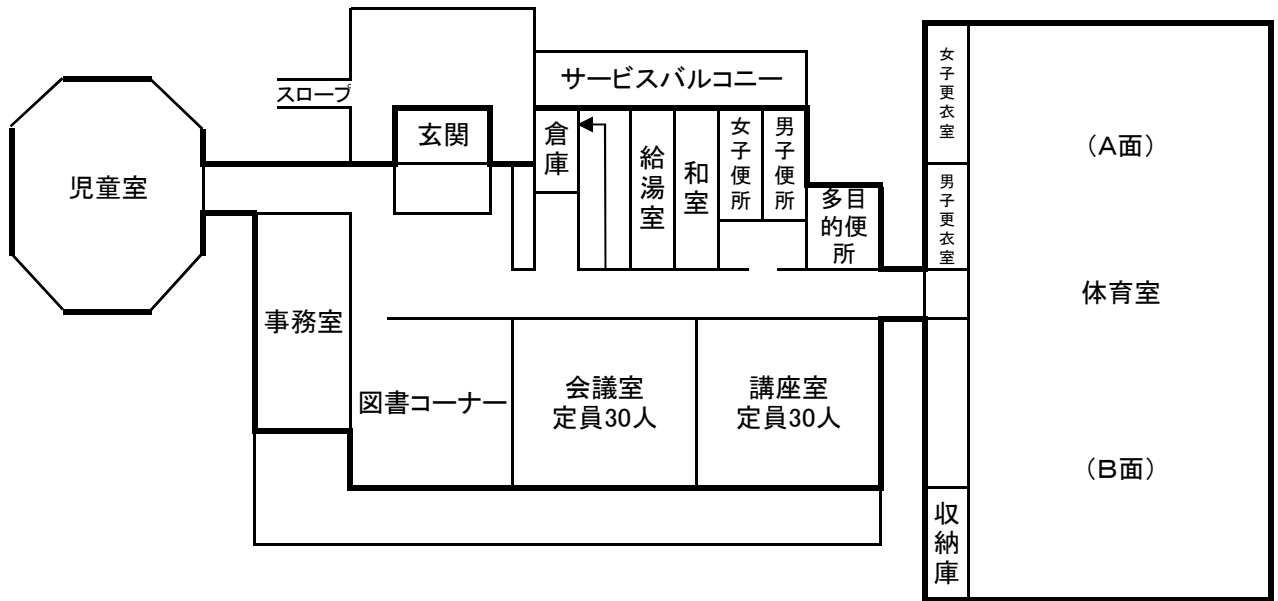 サービスバルコニー
スロープ
玄関
倉庫
給湯室
和室
女子便所
男子便所
多目
的便
所
女子更衣室
男子更衣室
(A面)
児童室
体育室
事務室
図書コーナー
会議室
定員30人
講座室
定員30人
(B面)
収納庫